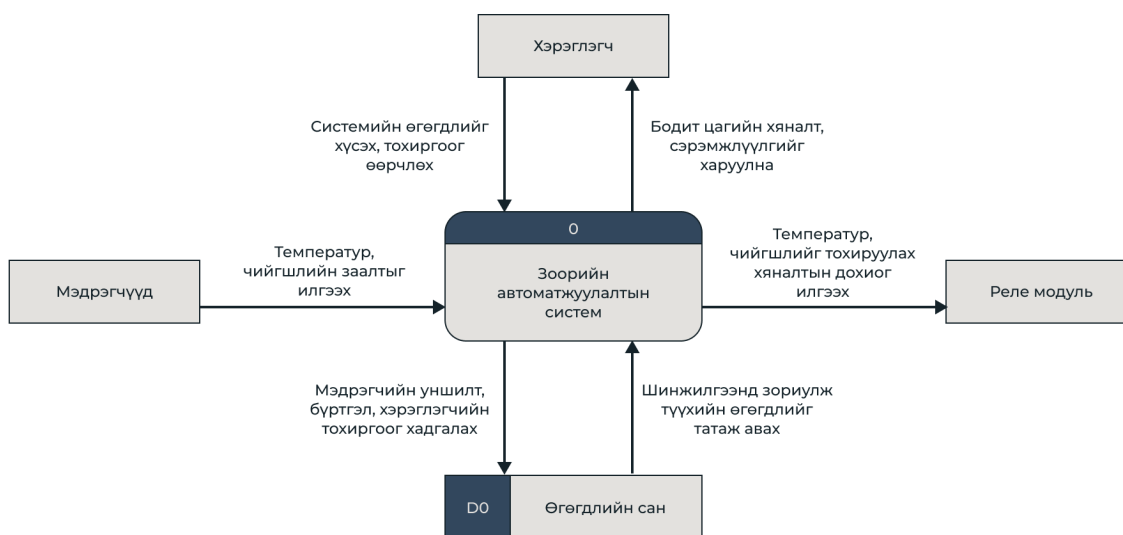 Хэрэглэгч
Системийн өгөгдлийг
хүсэх, тохиргоог
өөрчлөх
Бодит цагийн хяналт,
сэрэмжлүүлгийг
харуулна
0
Зоорийн
автоматжуулалтын
систем
Температур,
чийгшлийн заалтыг
илгээх
Мэдрэгчүүд
Температур,
чийгшлийг тохируулах
хяналтын дохиог
илгээх
Реле модуль
Мэдрэгчийн уншилт,
бүртгэл, хэрэглэгчийн
тохиргоог хадгалах
Шинжилгээнд зориулж
түүхийн өгөгдлийг
татаж авах
D0
Өгөгдлийн сан